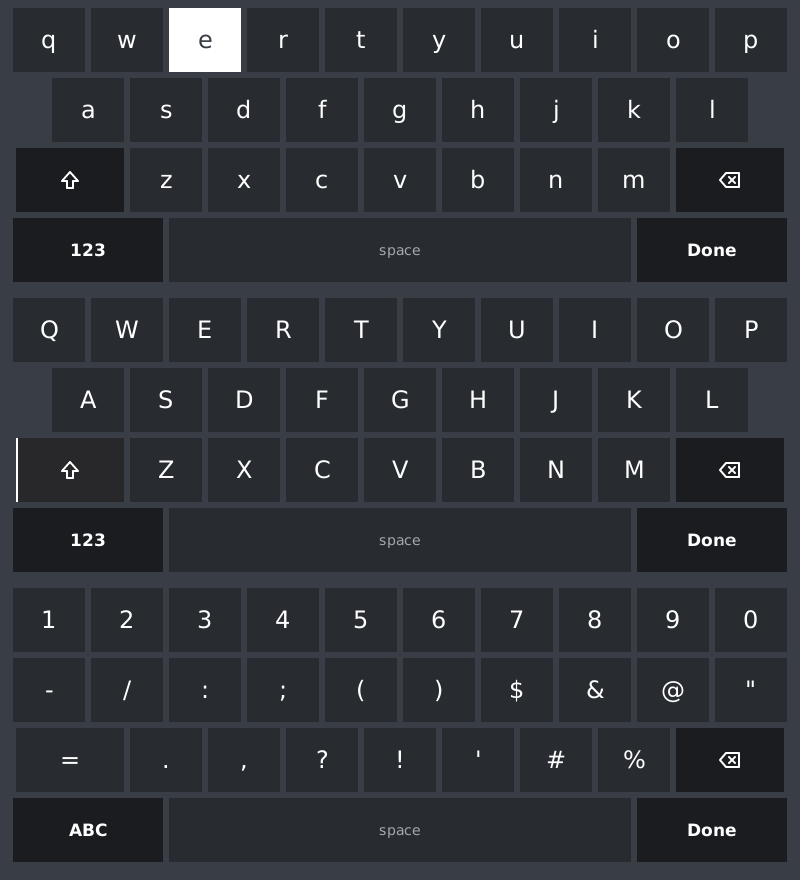 q w e r t y u i o p
a s d f g h j k l
z x c v b n m
123 space Done
Q W E R T Y U I O P
A S D F G H J K L
Z X C V B N M
123 space Done
1 2 3 4 5 6 7 8 9 0
- / : ; ( ) $ & @ "
= . , ? ! ' # %
ABC space Done